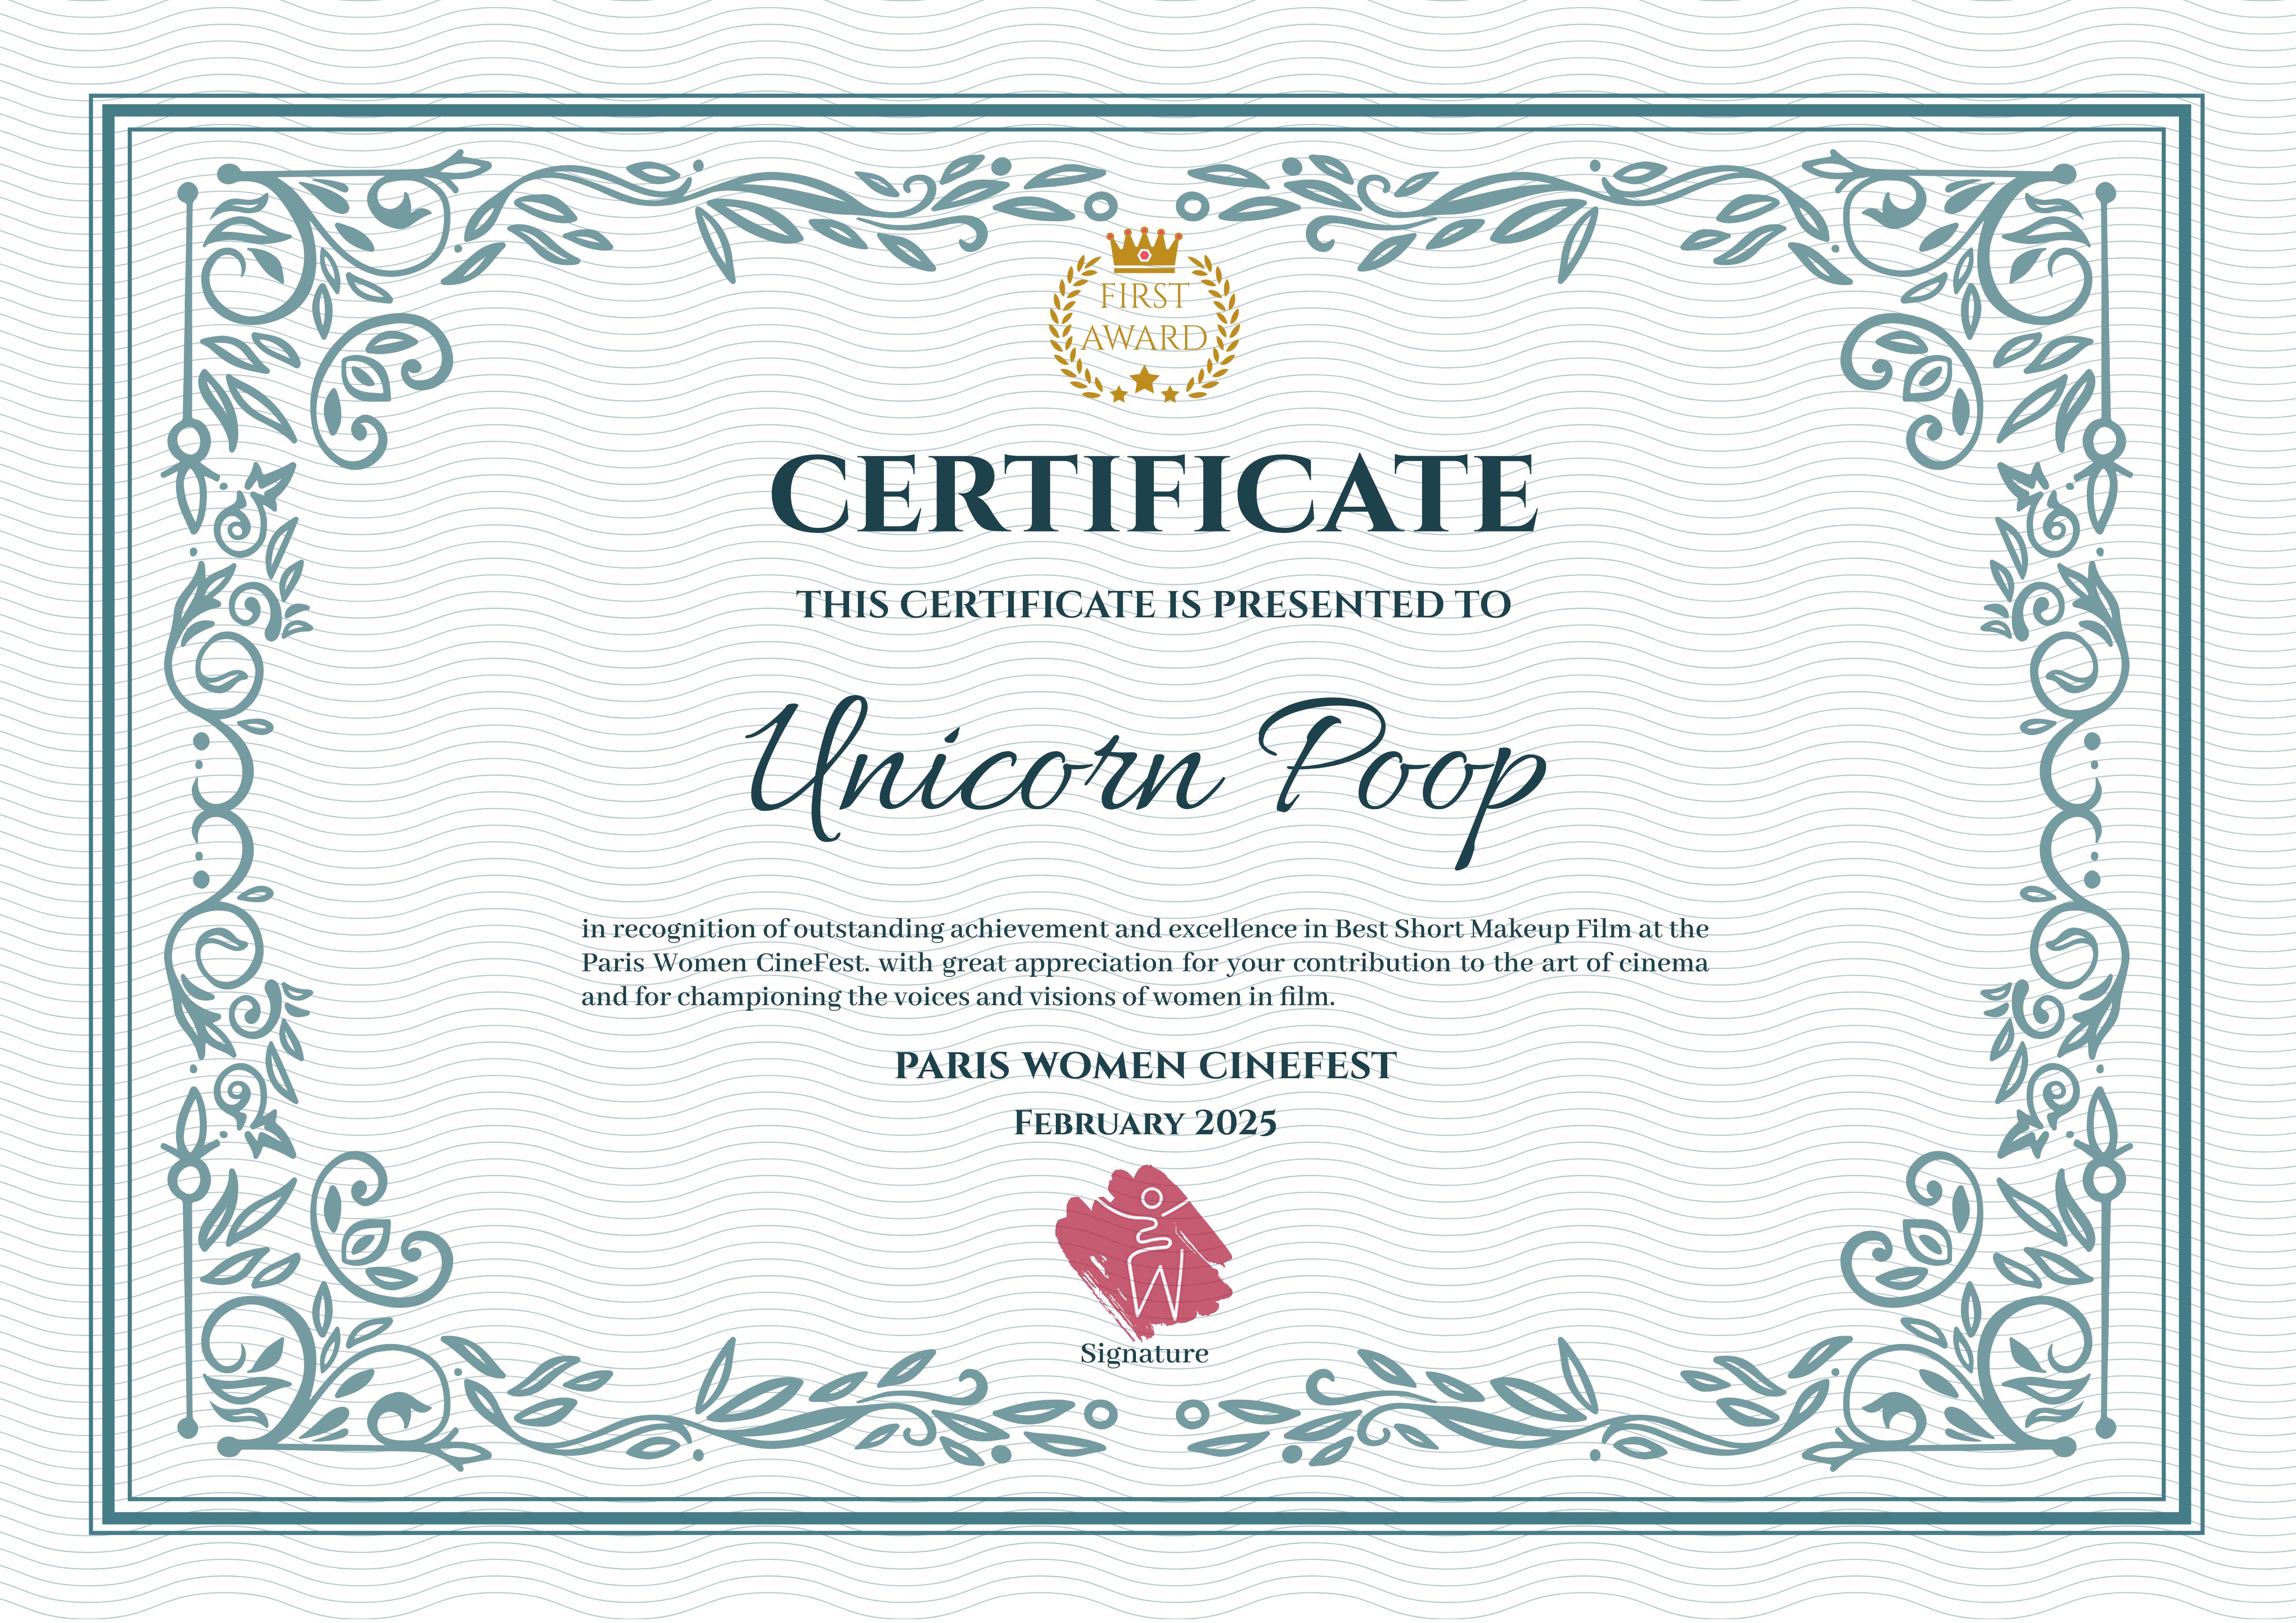 FIRST
AWARD
CERTIFICATE
THIS CERTIFICATE IS PRESENTED TO
Unicorn Poop
in recognition of outstanding achievement and excellence in Best Short Makeup Film at the
Paris Women CineFest. with great appreciation for your contribution to the art of cinema
and for championing the voices and visions of women in film.
PARIS WOMEN CINEFEST
FEBRUARY 2025
Signature